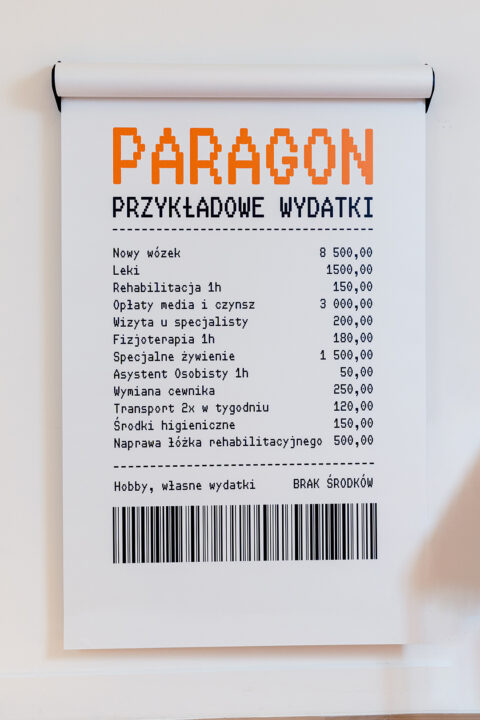 PARAGON
PRZYKŁADOWE WYDATKI
Nowy wózek 8 500,00
Leki 1500,00
Rehabilitacja 1h 150,00
Opłaty media i czynsz 3 000,00
Wizyta u specjalisty 200,00
Fizjoterapia 1h 180,00
Specjalne żywienie 1 500,00
Asystent Osobisty 1h 50,00
Wymiana cewnika 250,00
Transport 2x w tygodniu 120,00
Środki higieniczne 150,00
Naprawa łóżka rehabilitacyjnego 500,00
Hobby, własne wydatki BRAK ŚRODKÓW